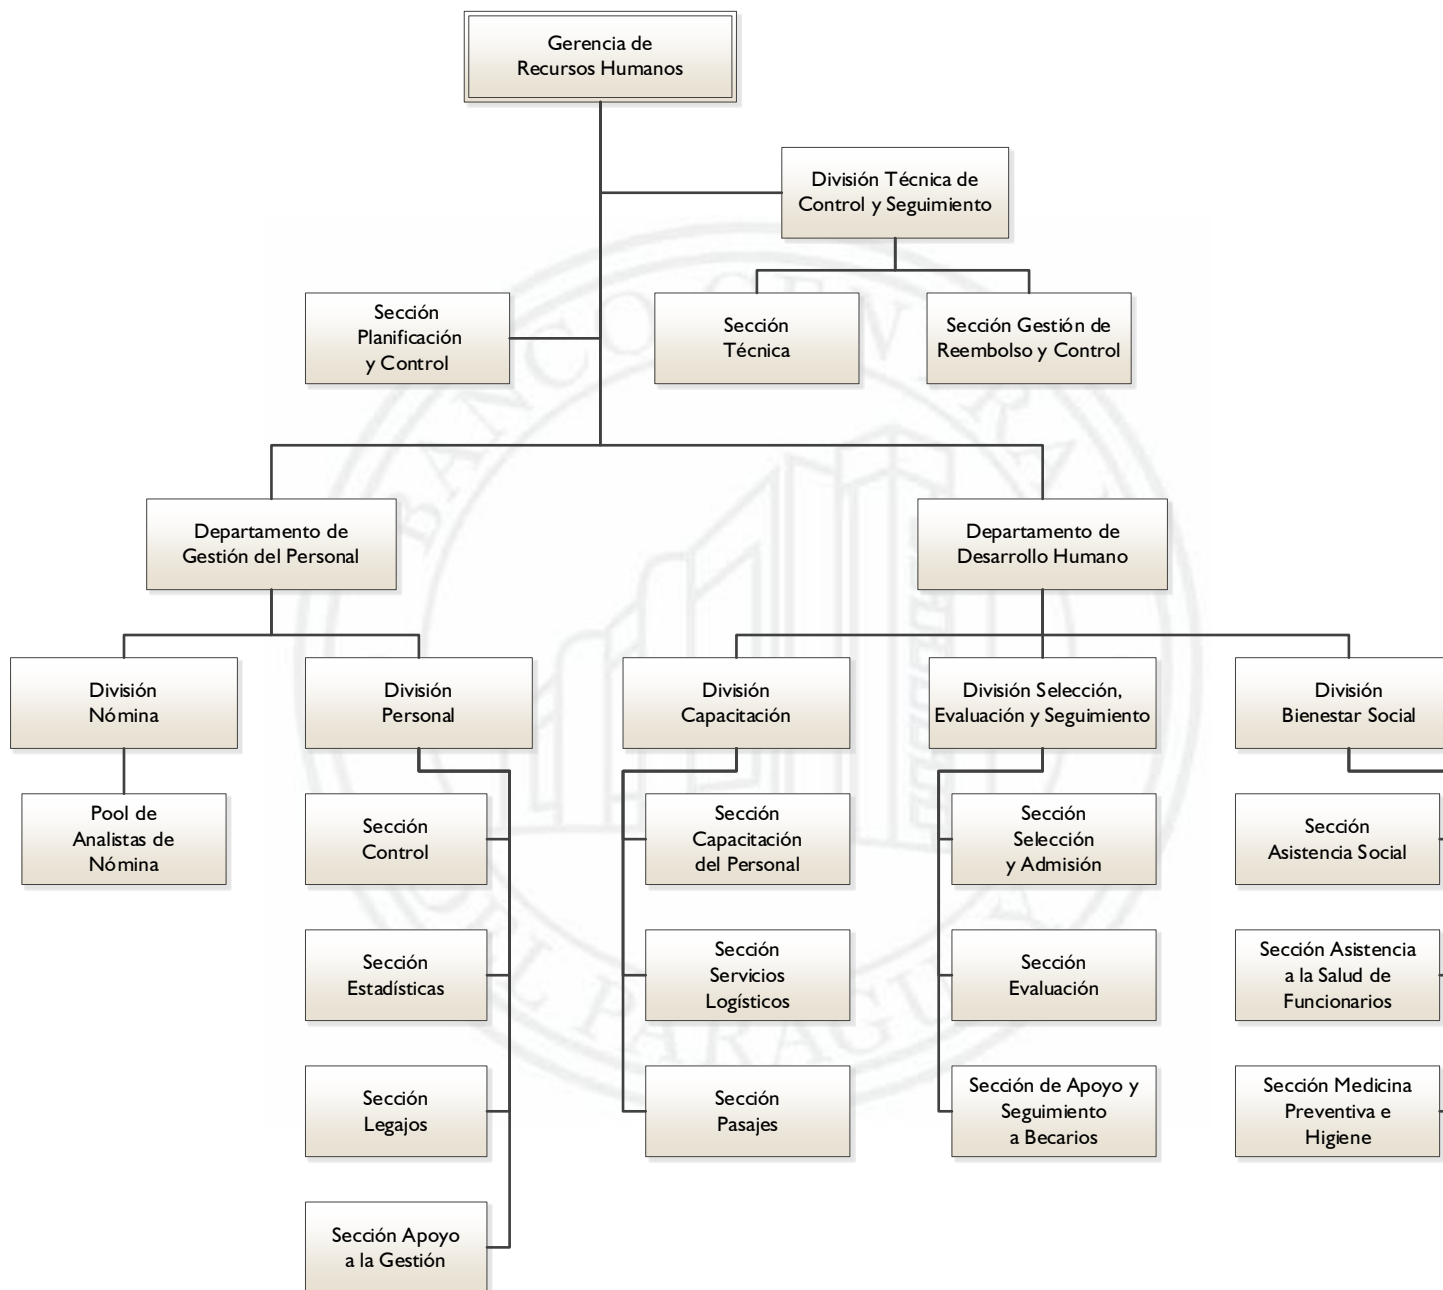 Gerencia de
Recursos Humanos
División Técnica de
Control y Seguimiento
Sección
Planificación
y Control
Sección
Técnica
Sección Gestión de
Reembolso y Control
Departamento de
Gestión del Personal
Departamento de
Desarrollo Humano
División
Nómina
División
Personal
División
Capacitación
División Selección,
Evaluación y Seguimiento
División
Bienestar Social
Pool de
Analistas de
Nómina
Sección
Control
Sección
Capacitación
del Personal
Sección
Selección
y Admisión
Sección
Asistencia Social
Sección
Estadísticas
Sección
Servicios
Logísticos
Sección
Evaluación
Sección Asistencia
a la Salud de
Funcionarios
Sección
Legajos
Sección
Pasajes
Sección de Apoyo y
Seguimiento
a Becarios
Sección Medicina
Preventiva e
Higiene
Sección Apoyo
a la Gestión
BANCO CENTRAL
DEL PARAGUAY